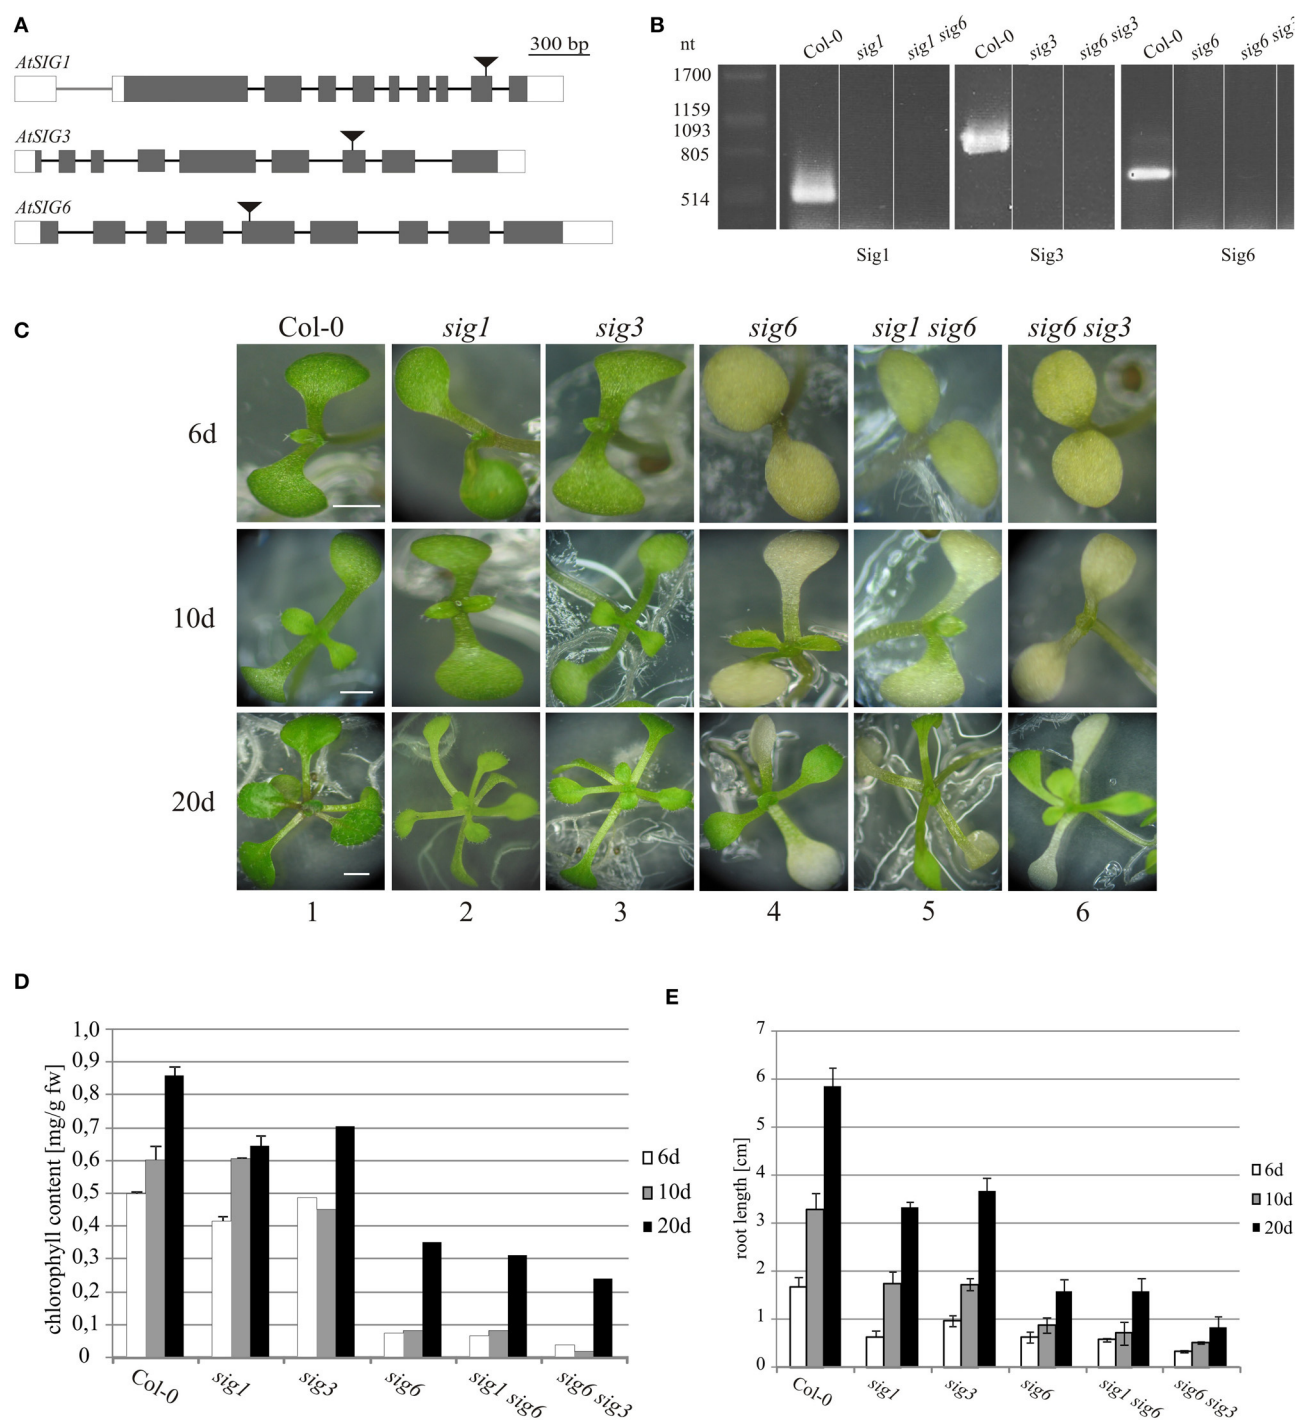 A
300 bp
AtSIG1
AtSIG3
AtSIG6
B
nt
Col-0 sig1 sig1 sig6 Col-0 sig3 sig6 sig3 Col-0 sig6 sig6 sig3
1700
1159
1093
805
514
Sig1 Sig3 Sig6
C
Col-0 sig1 sig3 sig6 sig1 sig6 sig6 sig3
6d
10d
20d
1 2 3 4 5 6
D
chlorophyll content [mg/g fw]
1,0
0,9
0,8
0,7
0,6
0,5
0,4
0,3
0,2
0,1
0
6d
10d
20d
Col-0 sig1 sig3 sig6 sig1 sig6 sig6 sig3
E
root length [cm]
7
6
5
4
3
2
1
0
6d
10d
20d
Col-0 sig1 sig3 sig6 sig1 sig6 sig6 sig3